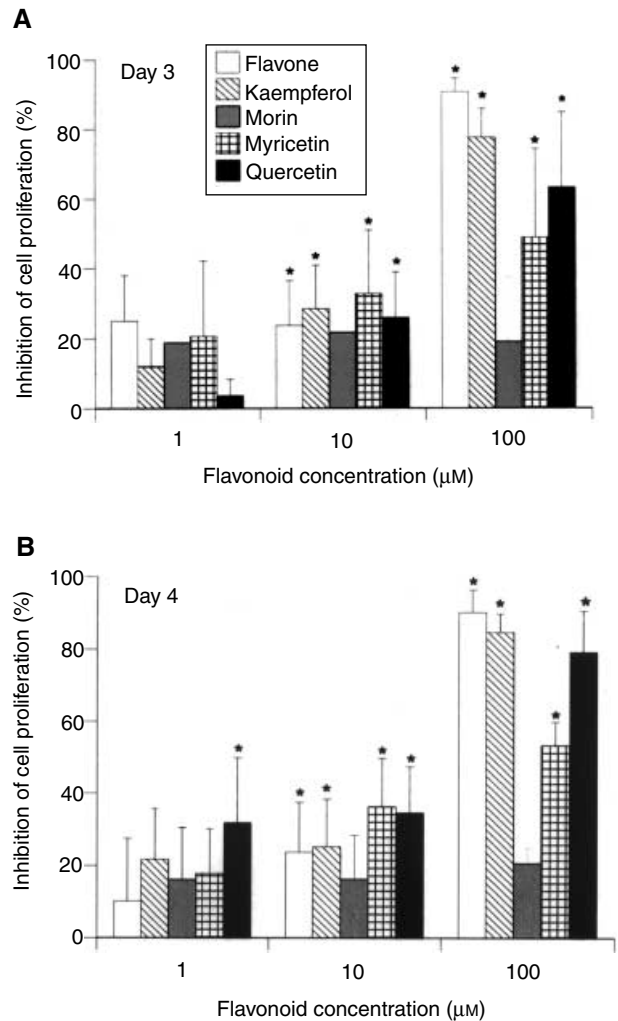 A
Day 3
Flavone
Kaempferol
Morin
Myricetin
Quercetin
Inhibition of cell proliferation (%)
100
80
60
40
20
0
* * * * * * * *
1 10 100
Flavonoid concentration (μM)
B
Day 4
Inhibition of cell proliferation (%)
100
80
60
40
20
0
* * * * * * * * *
1 10 100
Flavonoid concentration (μM)